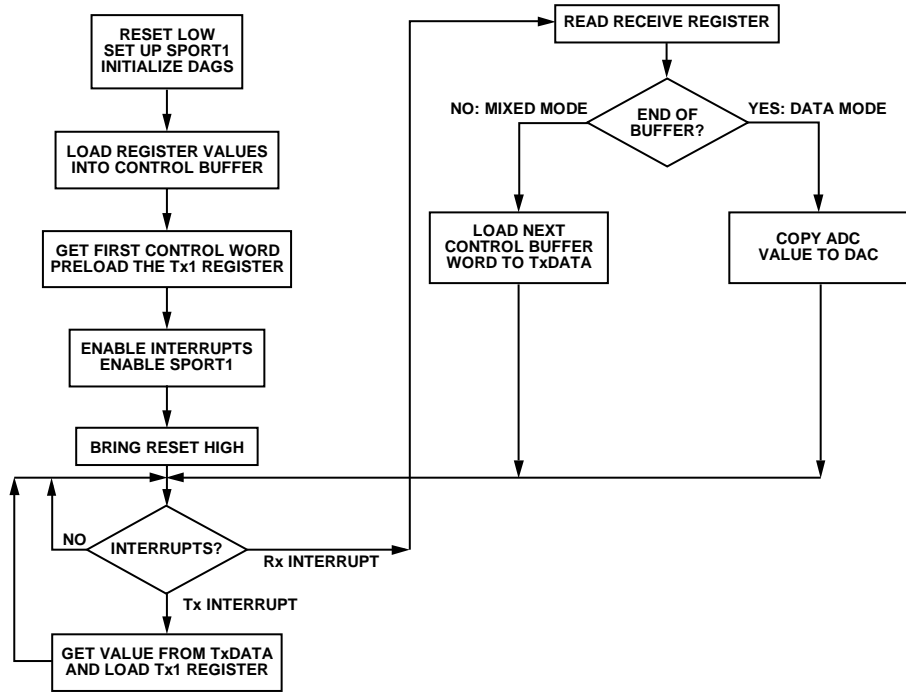 RESET LOW
SET UP SPORT1
INITIALIZE DAGS
LOAD REGISTER VALUES
INTO CONTROL BUFFER
GET FIRST CONTROL WORD
PRELOAD THE Tx1 REGISTER
ENABLE INTERRUPTS
ENABLE SPORT1
BRING RESET HIGH
INTERRUPTS?
NO
Rx INTERRUPT
Tx INTERRUPT
GET VALUE FROM TxDATA
AND LOAD Tx1 REGISTER
READ RECEIVE REGISTER
END OF
BUFFER?
NO: MIXED MODE
YES: DATA MODE
LOAD NEXT
CONTROL BUFFER
WORD TO TxDATA
COPY ADC
VALUE TO DAC